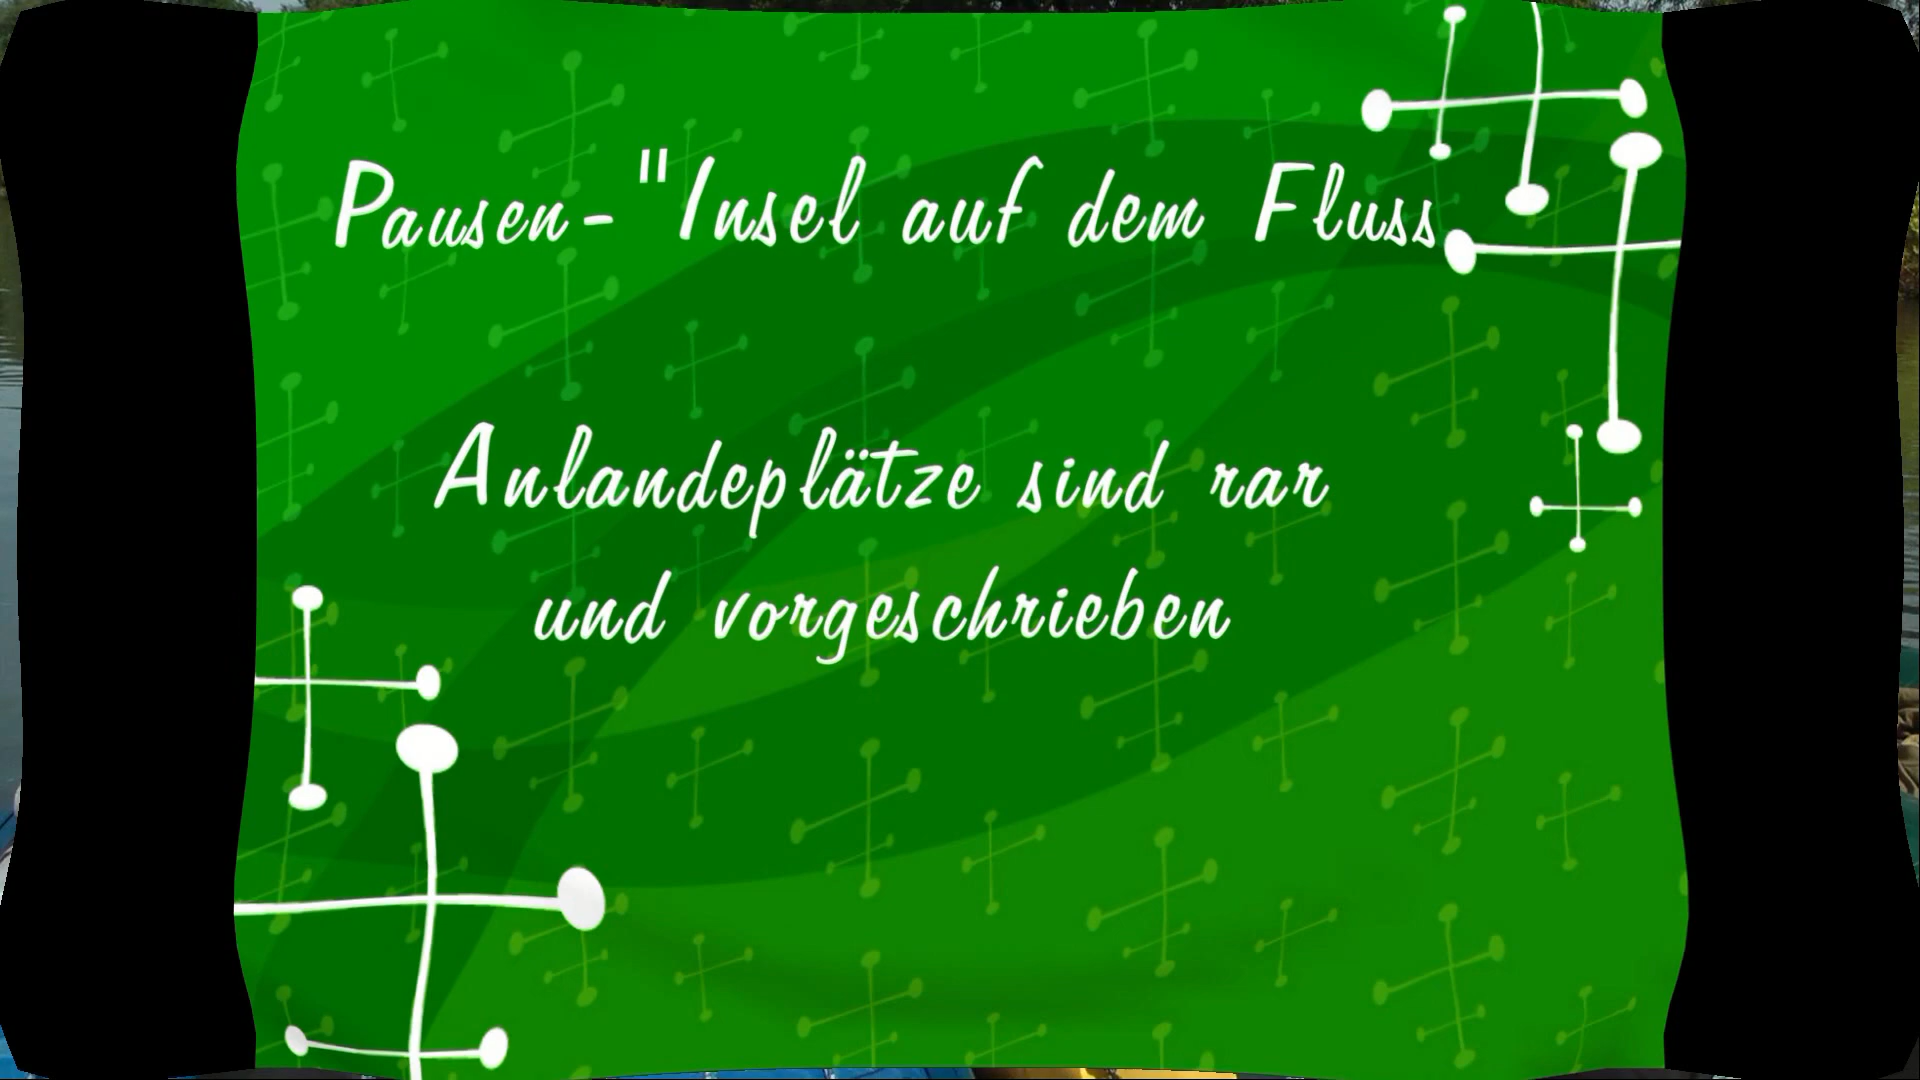 Pausen-"Insel auf dem Fluss
Anlandeplätze sind rar
und vorgeschrieben